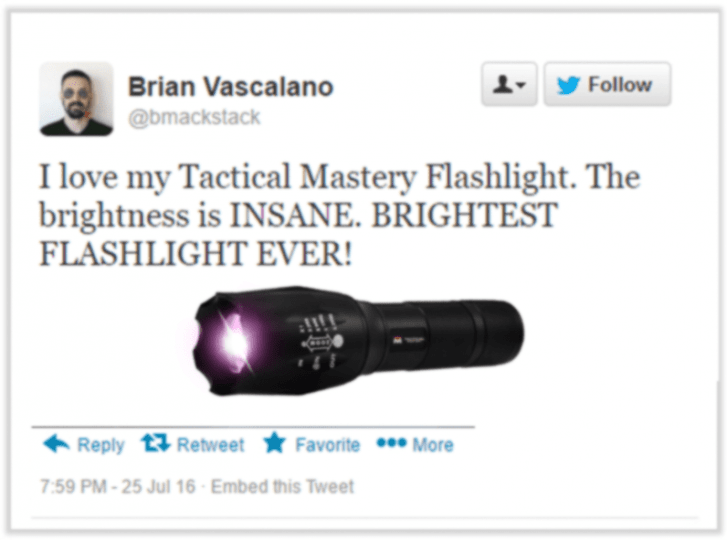 Brian Vascalano
@bmackstack
Follow
I love my Tactical Mastery Flashlight. The
brightness is INSANE. BRIGHTEST
FLASHLIGHT EVER!
Reply Retweet Favorite More
7:59 PM - 25 Jul 16 · Embed this Tweet